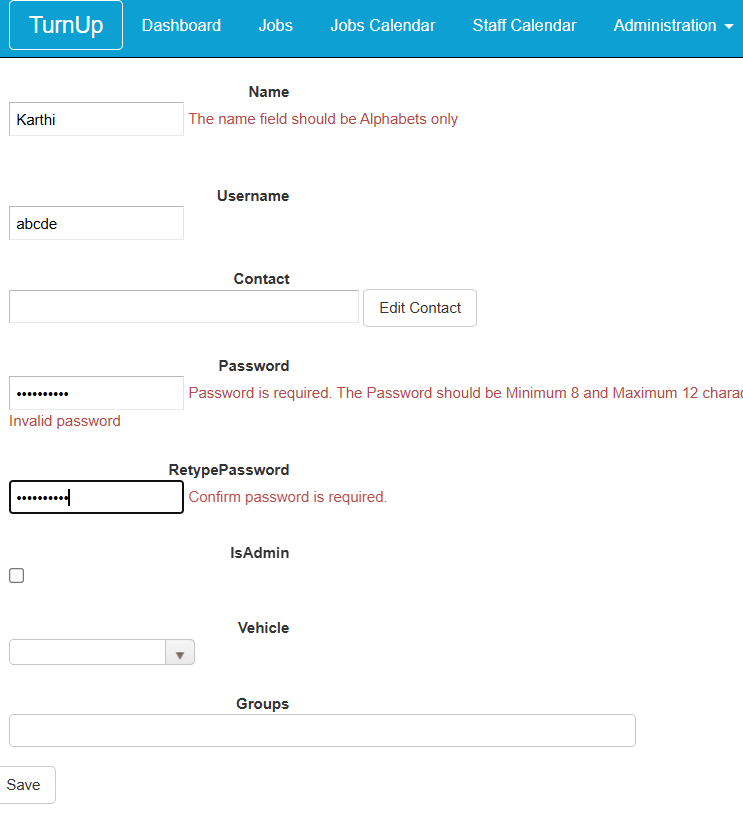 TurnUp Dashboard Jobs Jobs Calendar Staff Calendar Administration
Name
Karthi The name field should be Alphabets only
Username
abcde
Contact
Edit Contact
Password
•••••••••• Password is required. The Password should be Minimum 8 and Maximum 12 charac
Invalid password
RetypePassword
•••••••••• Confirm password is required.
IsAdmin
Vehicle
Groups
Save